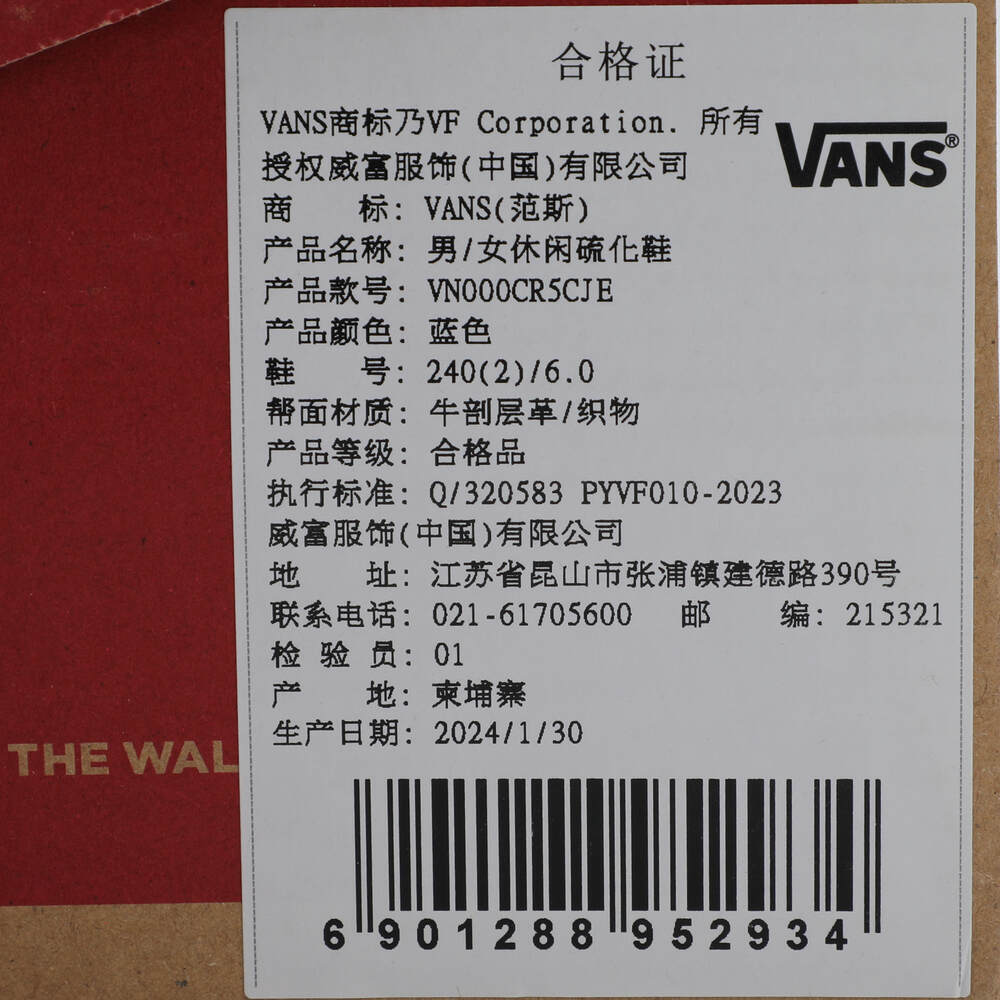 合格证
VANS商标乃VF Corporation. 所有
授权威富服饰(中国)有限公司
VANS®
商 标: VANS(范斯)
产品名称: 男/女休闲硫化鞋
产品款号: VN000CR5CJE
产品颜色: 蓝色
鞋 号: 240(2)/6.0
帮面材质: 牛剖层革/织物
产品等级: 合格品
执行标准: Q/320583 PYVF010-2023
威富服饰(中国)有限公司
地 址: 江苏省昆山市张浦镇建德路390号
联系电话: 021-61705600 邮 编: 215321
检 验 员: 01
产 地: 柬埔寨
生产日期: 2024/1/30
THE WAL
6 901288 952934